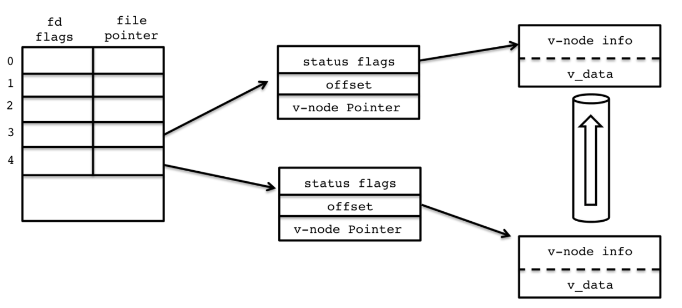 fd flags
file pointer
0
1
2
3
4
status flags
offset
v-node Pointer
v-node info
v_data
status flags
offset
v-node Pointer
v-node info
v_data